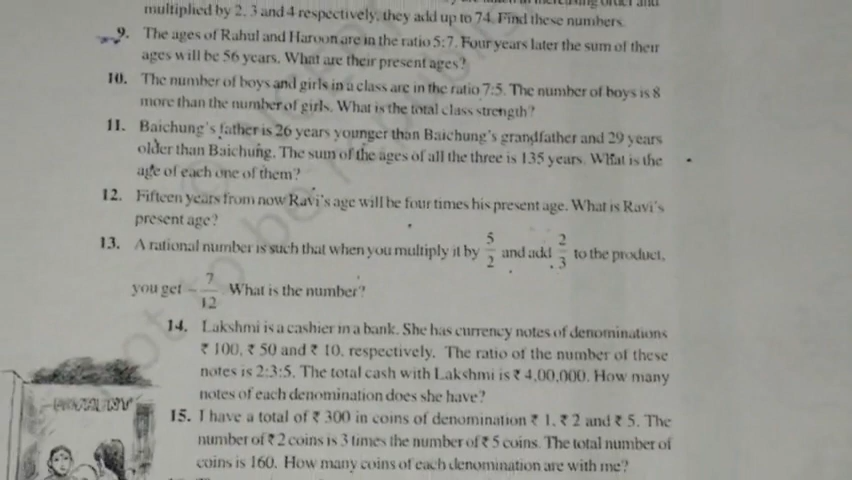 multiplied by 2, 3 and 4 respectively, they add up to 74. Find these numbers.
9. The ages of Rahul and Haroon are in the ratio 5:7. Four years later the sum of their
ages will be 56 years. What are their present ages?
10. The number of boys and girls in a class are in the ratio 7:5. The number of boys is 8
more than the number of girls. What is the total class strength?
11. Baichung's father is 26 years younger than Baichung's grandfather and 29 years
older than Baichung. The sum of the ages of all the three is 135 years. What is the
age of each one of them?
12. Fifteen years from now Ravi's age will be four times his present age. What is Ravi's
present age?
13. A rational number is such that when you multiply it by 5/2 and add 2/3 to the product,
you get -7/12. What is the number?
14. Lakshmi is a cashier in a bank. She has currency notes of denominations
₹ 100, ₹ 50 and ₹ 10, respectively. The ratio of the number of these
notes is 2:3:5. The total cash with Lakshmi is ₹ 4,00,000. How many
notes of each denomination does she have?
15. I have a total of ₹ 300 in coins of denomination ₹ 1, ₹ 2 and ₹ 5. The
number of ₹ 2 coins is 3 times the number of ₹ 5 coins. The total number of
coins is 160. How many coins of each denomination are with me?